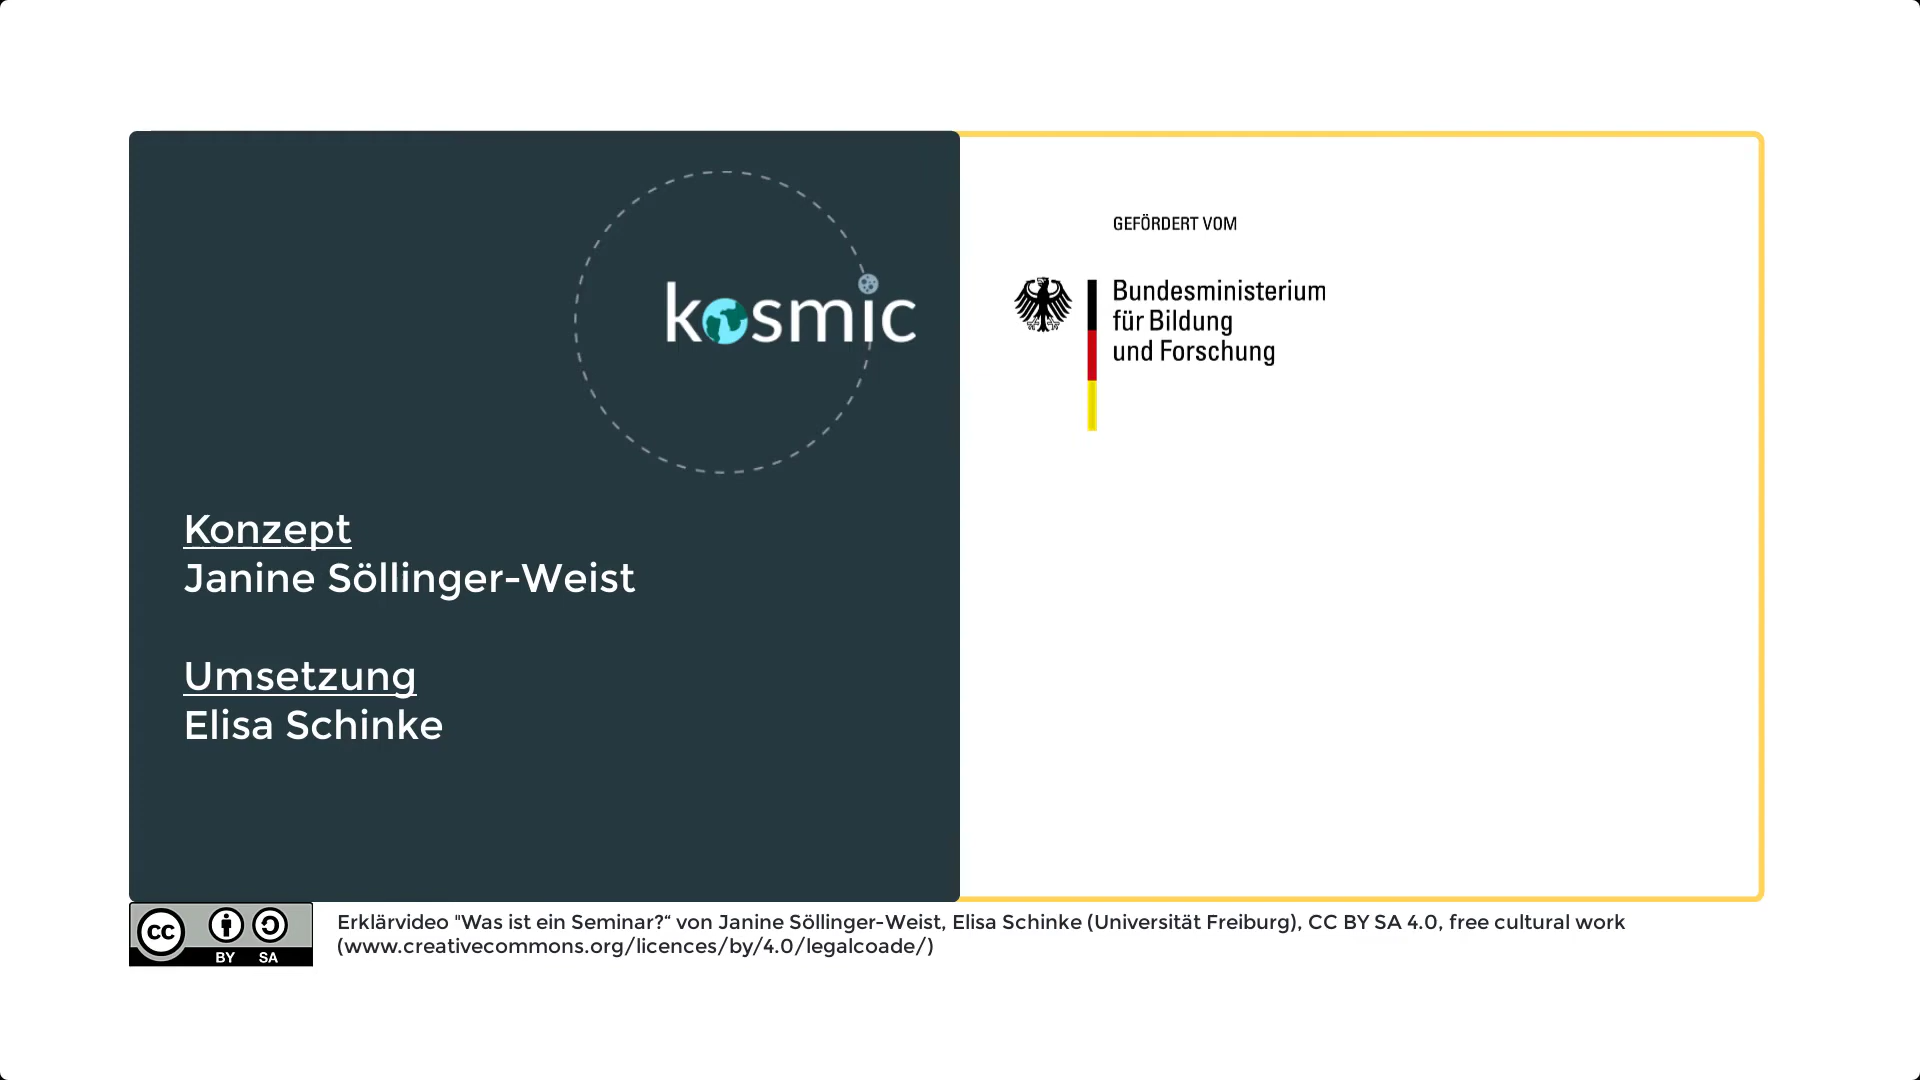 kosmic
Konzept
Janine Söllinger-Weist
Umsetzung
Elisa Schinke
GEFÖRDERT VOM
Bundesministerium
für Bildung
und Forschung
cc
BY SA
Erklärvideo "Was ist ein Seminar?“ von Janine Söllinger-Weist, Elisa Schinke (Universität Freiburg), CC BY SA 4.0, free cultural work
(www.creativecommons.org/licences/by/4.0/legalcoade/)